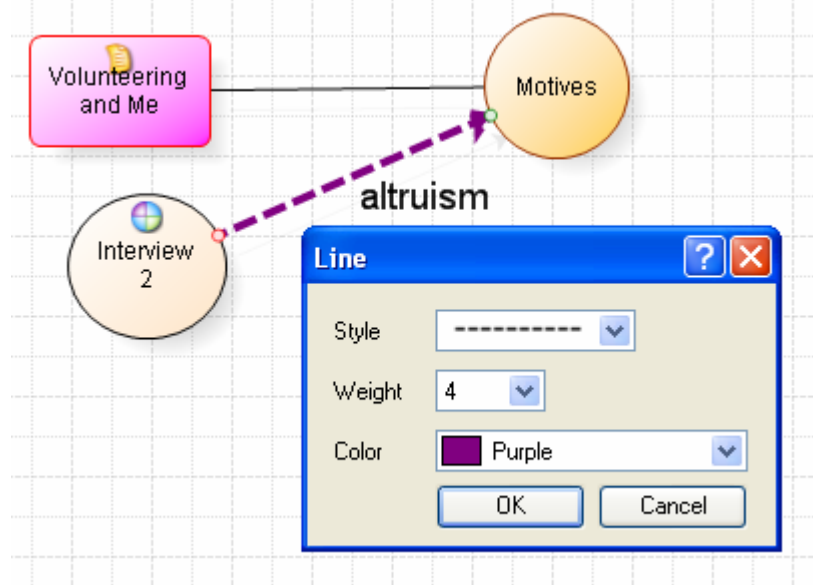 Volunteering
and Me
Motives
altruism
Interview
2
Line
?
Style
Weight
4
Color
Purple
OK
Cancel